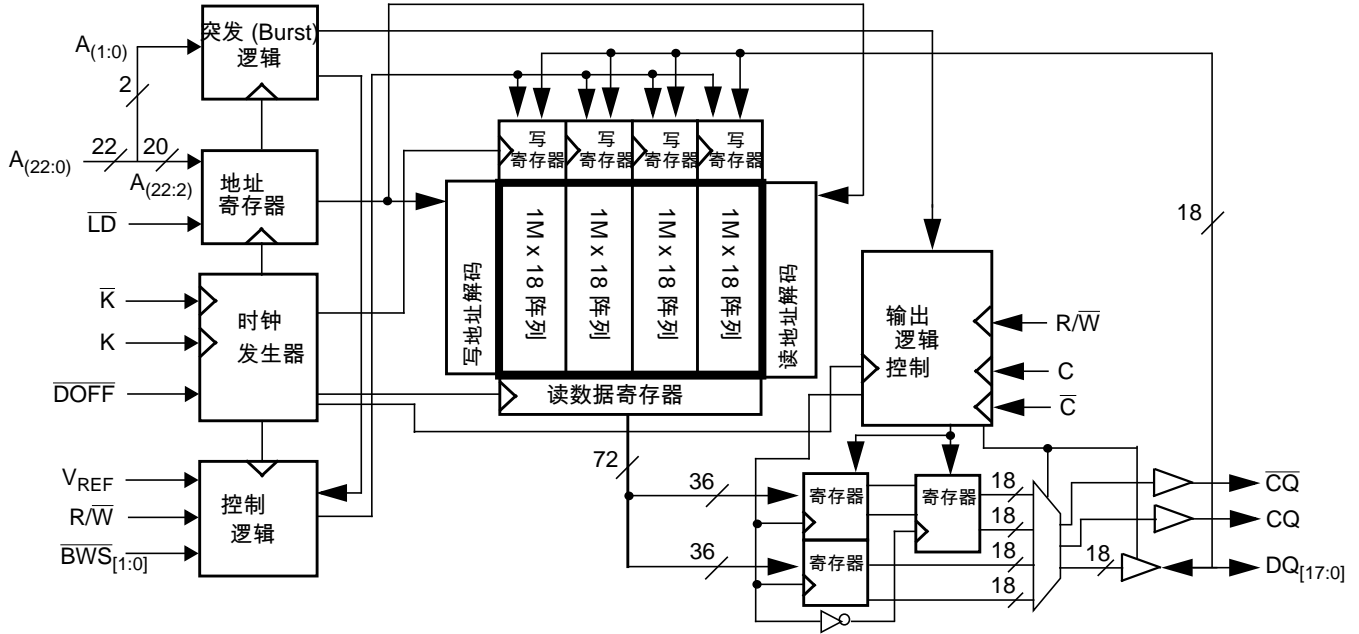 突发 (Burst)
逻辑
A(1:0)
2
A(22:0)
22
20
A(22:2)
地址
寄存器
L̅D̅
K̅
K
D̅O̅F̅F̅
时钟
发生器
VREF
R/W̅
B̅W̅S̅[1:0]
控制
逻辑
写
寄存器
写
寄存器
写
寄存器
写
寄存器
写地址解码
1M x 18 阵列
1M x 18 阵列
1M x 18 阵列
1M x 18 阵列
读地址解码
读数据寄存器
72
36
36
输出
逻辑
控制
R/W̅
C
C̅
18
寄存器
寄存器
寄存器
18
18
18
18
18
C̅Q̅
CQ
DQ[17:0]